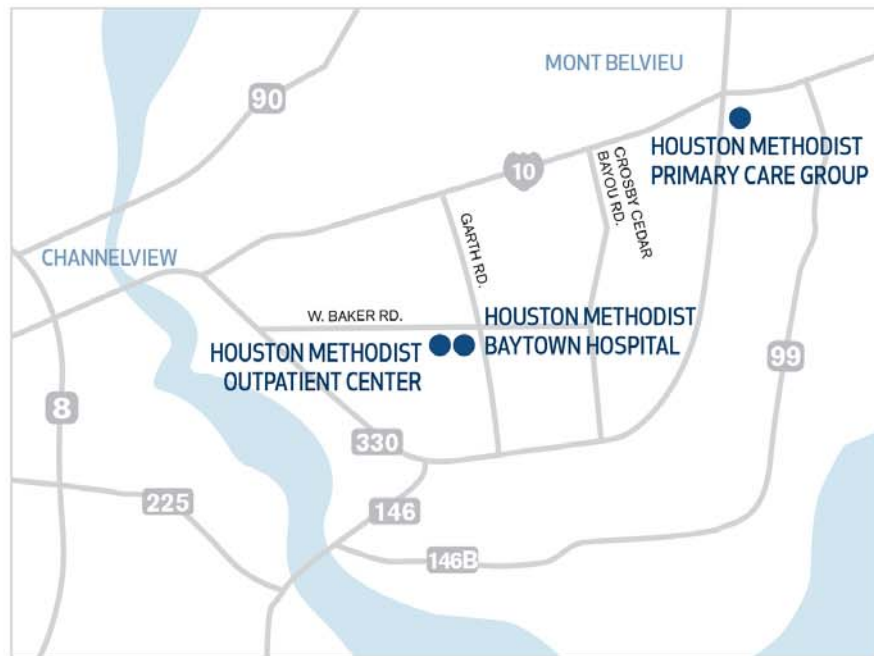 MONT BELVIEU
90
HOUSTON METHODIST
PRIMARY CARE GROUP
10
CROSBY CEDAR
BAYOU RD.
GARTH RD.
CHANNELVIEW
W. BAKER RD.
HOUSTON METHODIST
BAYTOWN HOSPITAL
HOUSTON METHODIST
OUTPATIENT CENTER
99
8
330
225
146
146B